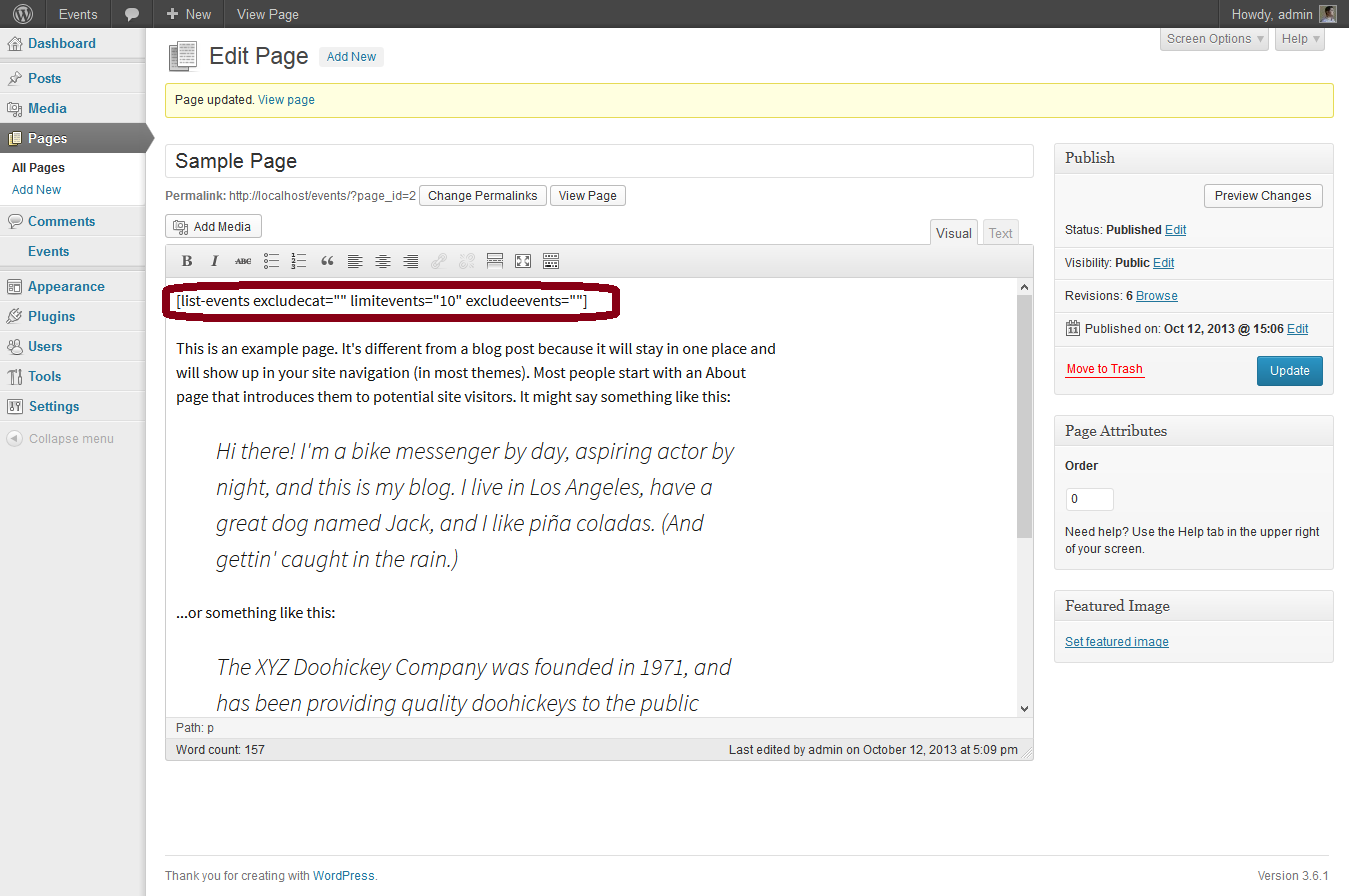 Events
New
View Page
Howdy, admin
Dashboard
Posts
Media
Pages
All Pages
Add New
Comments
Events
Appearance
Plugins
Users
Tools
Settings
Collapse menu
Screen Options
Help
Edit Page
Add New
Page updated. View page
Sample Page
Permalink: http://localhost/events/?page_id=2
Change Permalinks
View Page
Add Media
Visual
Text
B I ABC
[list-events excludecat="" limitevents="10" excludeevents=""]
This is an example page. It's different from a blog post because it will stay in one place and
will show up in your site navigation (in most themes). Most people start with an About
page that introduces them to potential site visitors. It might say something like this:
Hi there! I'm a bike messenger by day, aspiring actor by
night, and this is my blog. I live in Los Angeles, have a
great dog named Jack, and I like piña coladas. (And
gettin' caught in the rain.)
...or something like this:
The XYZ Doohickey Company was founded in 1971, and
has been providing quality doohickeys to the public
Path: p
Word count: 157
Last edited by admin on October 12, 2013 at 5:09 pm
Publish
Preview Changes
Status: Published Edit
Visibility: Public Edit
Revisions: 6 Browse
11 Published on: Oct 12, 2013 @ 15:06 Edit
Move to Trash
Update
Page Attributes
Order
0
Need help? Use the Help tab in the upper right
of your screen.
Featured Image
Set featured image
Thank you for creating with WordPress.
Version 3.6.1